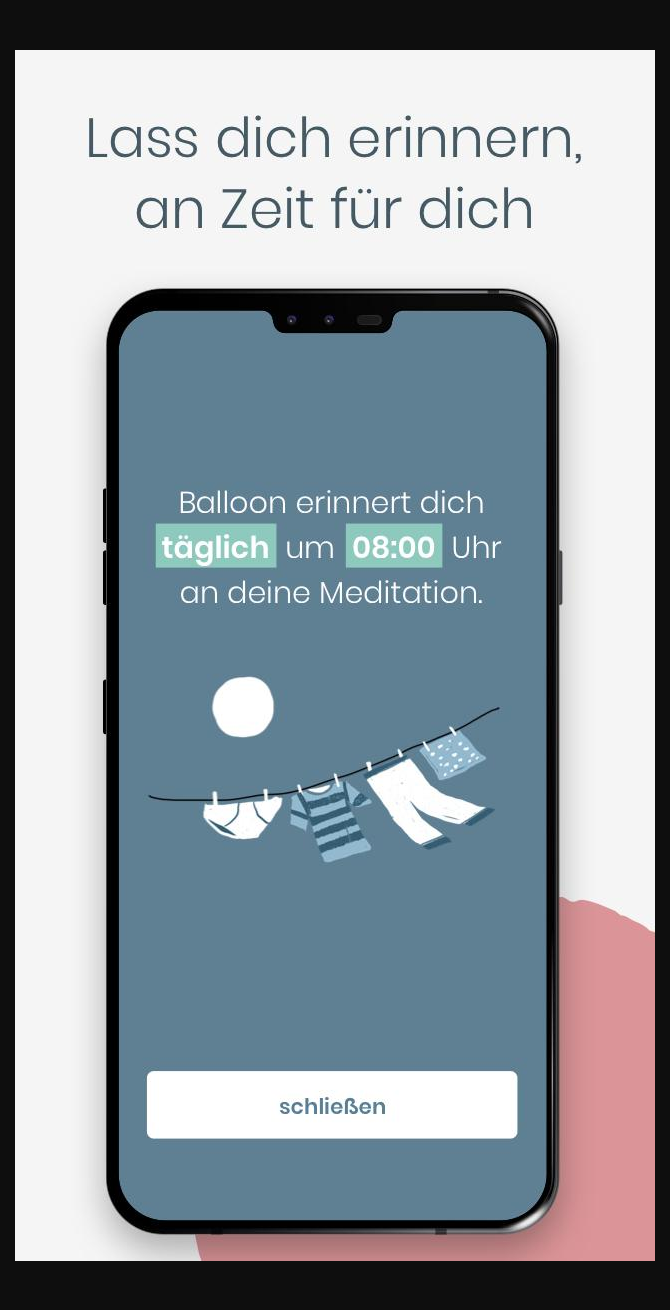 Lass dich erinnern,
an Zeit für dich
Balloon erinnert dich
täglich um 08:00 Uhr
an deine Meditation.
schließen